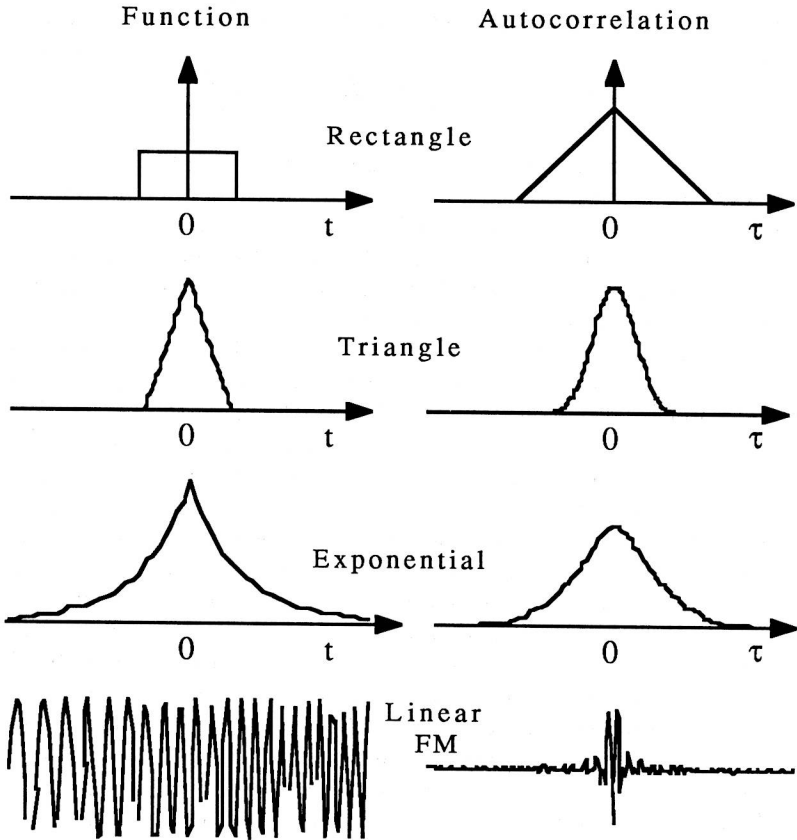 Function
Autocorrelation
Rectangle
0 t
0 τ
Triangle
0 t
0 τ
Exponential
0 t
0 τ
Linear
FM